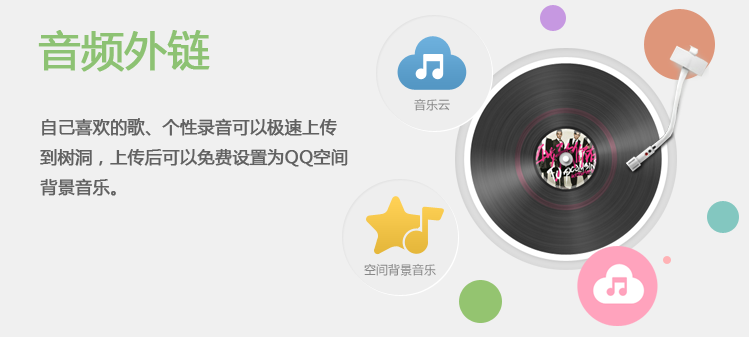 音频外链
自己喜欢的歌、个性录音可以极速上传
到树洞，上传后可以免费设置为QQ空间
背景音乐。
音乐云
空间背景音乐